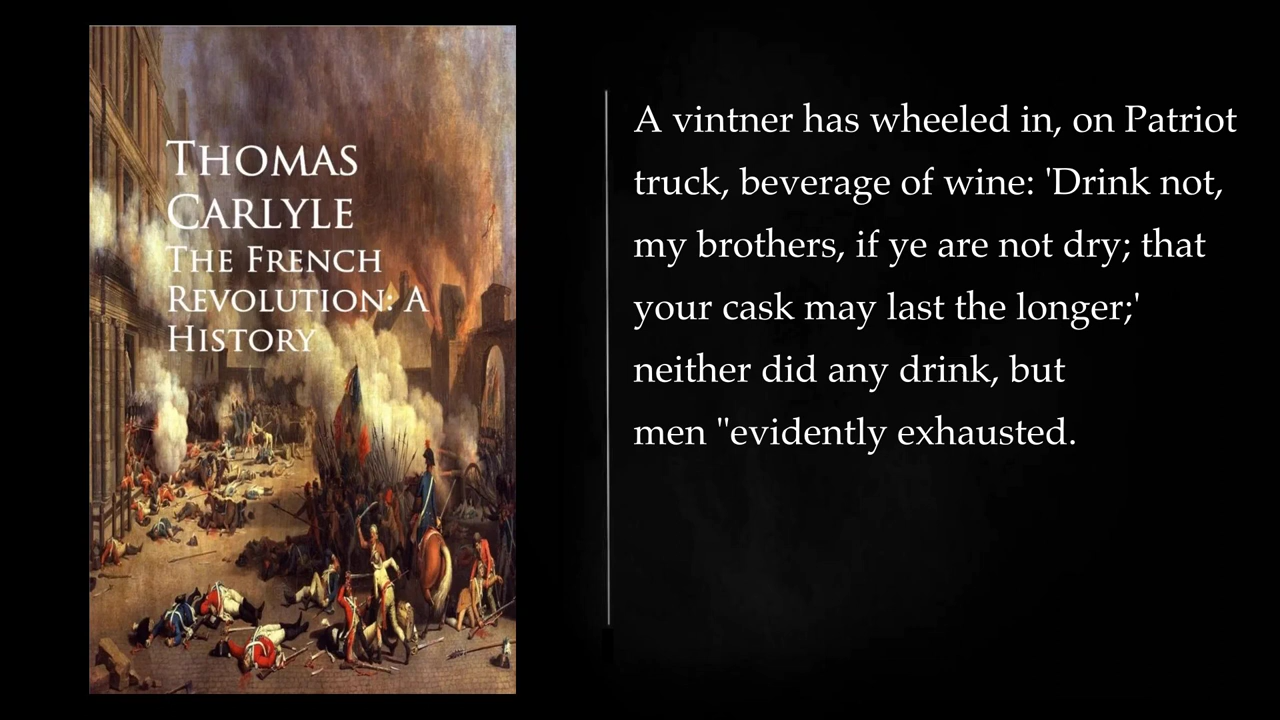 THOMAS
CARLYLE
THE FRENCH
REVOLUTION: A
HISTORY
A vintner has wheeled in, on Patriot
truck, beverage of wine: 'Drink not,
my brothers, if ye are not dry; that
your cask may last the longer;'
neither did any drink, but
men "evidently exhausted.